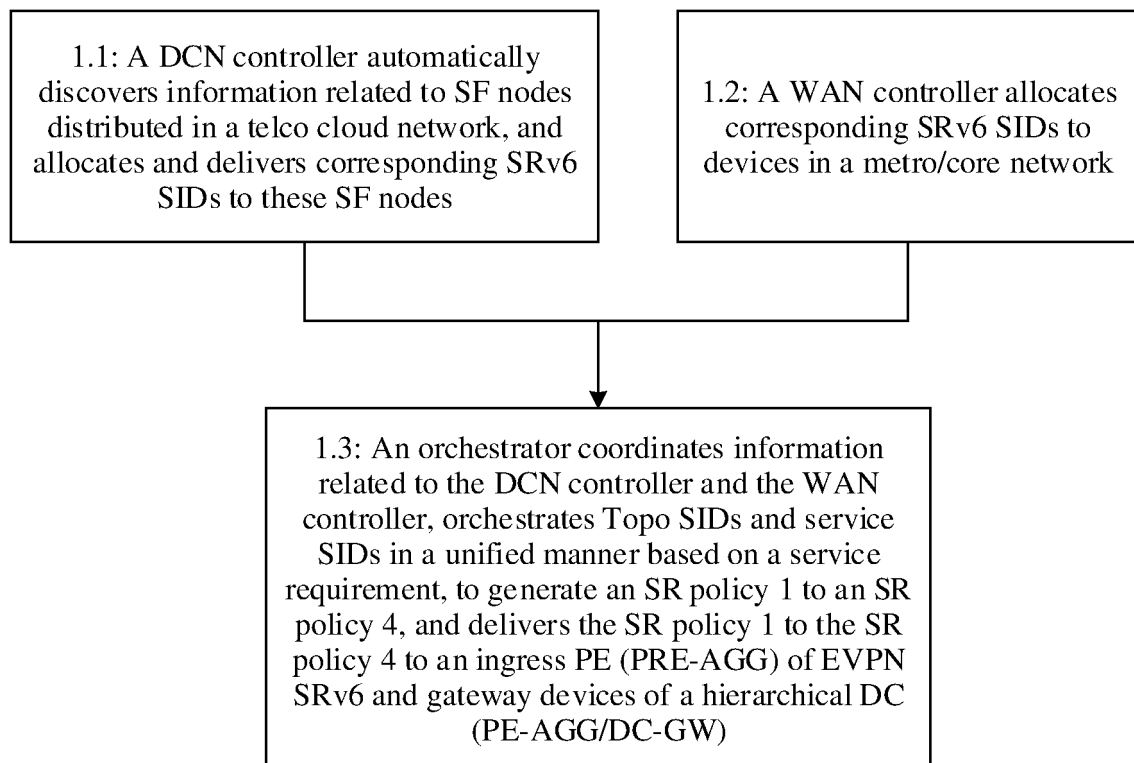 1.1: A DCN controller automatically
discovers information related to SF nodes
distributed in a telco cloud network, and
allocates and delivers corresponding SRv6
SIDs to these SF nodes
1.2: A WAN controller allocates
corresponding SRv6 SIDs to
devices in a metro/core network
1.3: An orchestrator coordinates information
related to the DCN controller and the WAN
controller, orchestrates Topo SIDs and service
SIDs in a unified manner based on a service
requirement, to generate an SR policy 1 to an SR
policy 4, and delivers the SR policy 1 to the SR
policy 4 to an ingress PE (PRE-AGG) of EVPN
SRv6 and gateway devices of a hierarchical DC
(PE-AGG/DC-GW)